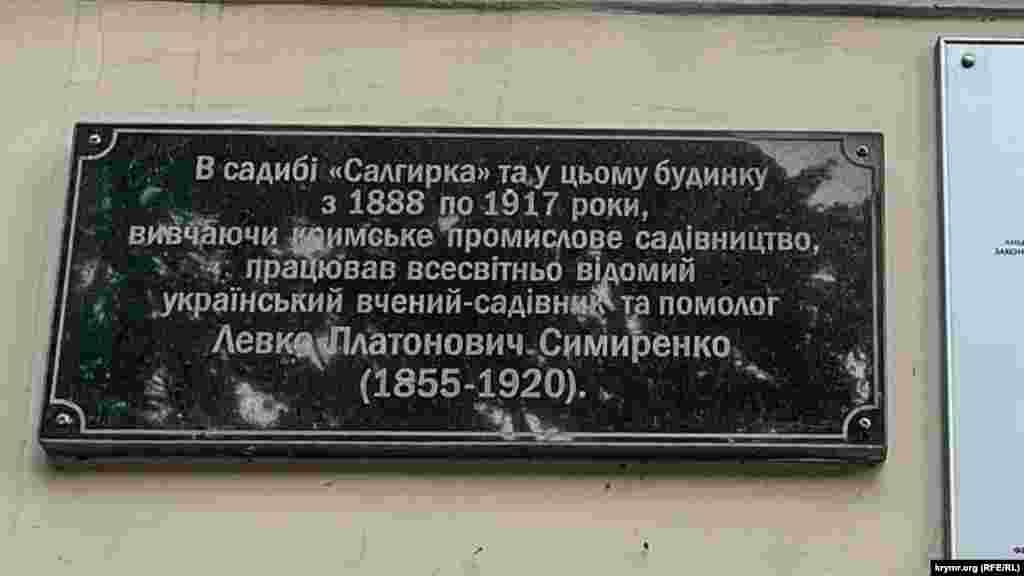 В садибі «Салгирка» та у цьому будинку
з 1888 по 1917 роки,
вивчаючи кримське промислове садівництво,
працював всесвітньо відомий
український вчений-садівник та помолог
Левко Платонович Симиренко
(1855-1920).
krymr.org (RFE/RL)